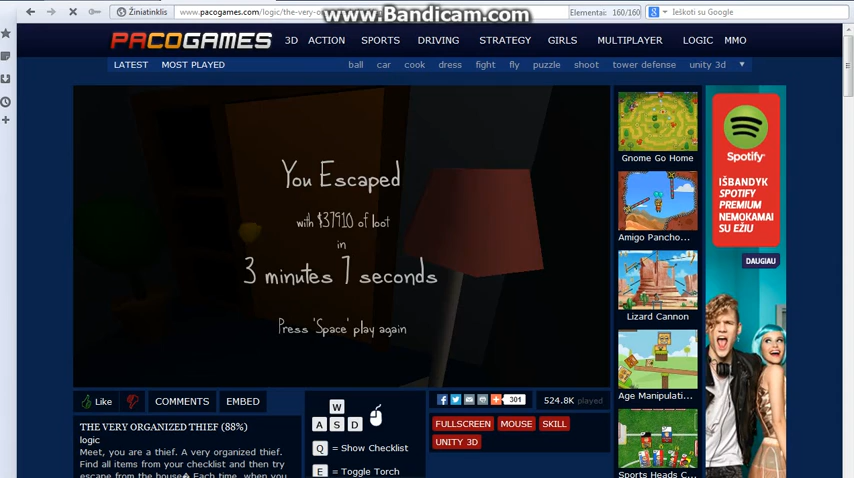 Žiniatinklis
www.pacogames.com/logic/the-very-o
www.Bandicam.com
Elementai: 160/160
Ieškoti su Google
PACOGAMES
3D ACTION SPORTS DRIVING STRATEGY GIRLS MULTIPLAYER LOGIC MMO
LATEST MOST PLAYED
ball car cook dress fight fly puzzle shoot tower defense unity 3d
You Escaped
with $37910 of loot
in
3 minutes 7 seconds
Press 'Space' play again
Gnome Go Home
Amigo Pancho...
Lizard Cannon
Age Manipulati...
Sports Heads C...
Spotify
IŠBANDYK
SPOTIFY
PREMIUM
NEMOKAMAI
SU EŽIU
DAUGIAU
Like
COMMENTS
EMBED
301
524.8K played
THE VERY ORGANIZED THIEF (88%)
logic
Meet, you are a thief. A very organized thief.
Find all items from your checklist and then try
escape from the house� Each time, when you
W
A S D
Q = Show Checklist
E = Toggle Torch
FULLSCREEN MOUSE SKILL
UNITY 3D